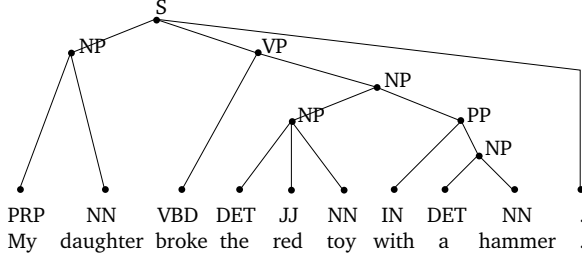 S
NP VP
NP
NP PP
NP
PRP NN VBD DET JJ NN IN DET NN .
My daughter broke the red toy with a hammer .